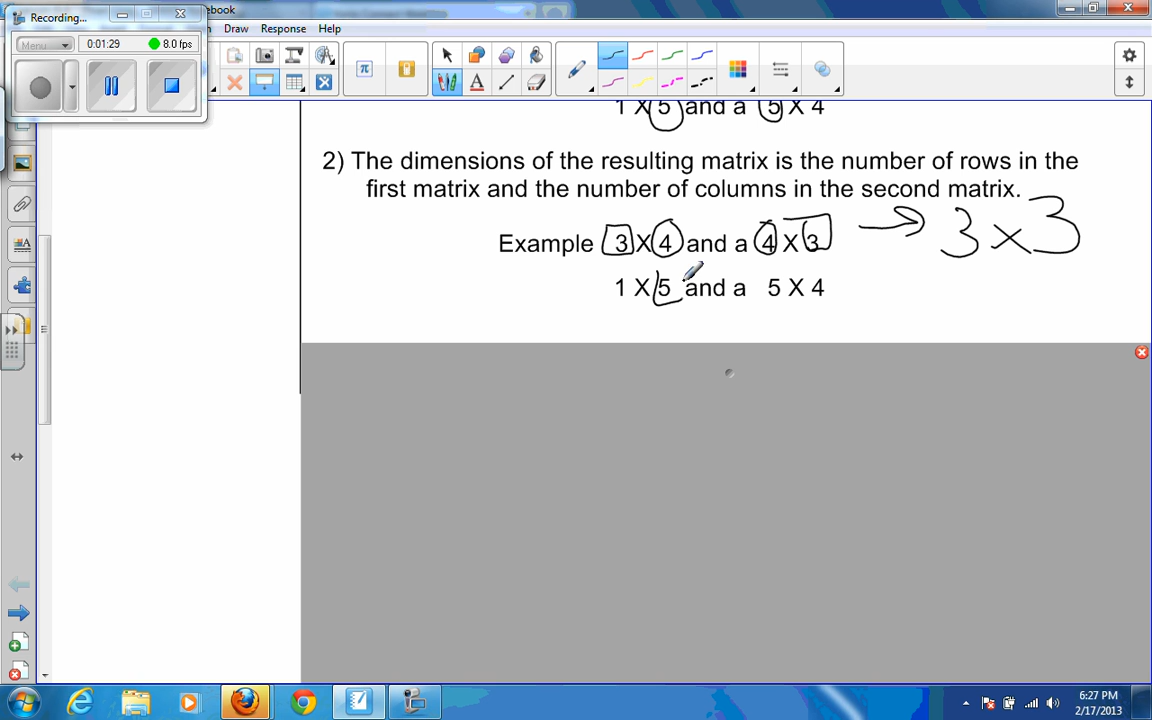 Recording...
ebook
Menu
0:01:29
8.0 fps
Draw Response Help
1 X 5 and a 5 X 4
2) The dimensions of the resulting matrix is the number of rows in the
first matrix and the number of columns in the second matrix.
Example 3 X 4 and a 4 X 3 → 3 x 3
1 X 5 and a 5 X 4
6:27 PM
2/17/2013